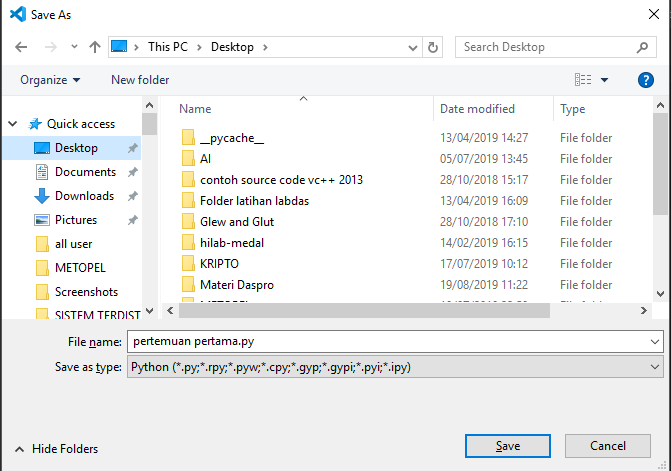 Save As
This PC > Desktop >
Search Desktop
Organize
New folder
Name
Date modified
Type
Quick access
Desktop
Documents
Downloads
Pictures
all user
METOPEL
Screenshots
SISTEM TERDIST
__pycache__ 13/04/2019 14:27 File folder
AI 05/07/2019 13:45 File folder
contoh source code vc++ 2013 28/10/2018 15:17 File folder
Folder latihan labdas 13/04/2019 16:09 File folder
Glew and Glut 28/10/2018 17:10 File folder
hilab-medal 14/02/2019 16:15 File folder
KRIPTO 17/07/2019 10:12 File folder
Materi Daspro 19/08/2019 11:22 File folder
File name: pertemuan pertama.py
Save as type: Python (*.py;*.rpy;*.pyw;*.cpy;*.gyp;*.gypi;*.pyi;*.ipy)
Hide Folders
Save
Cancel